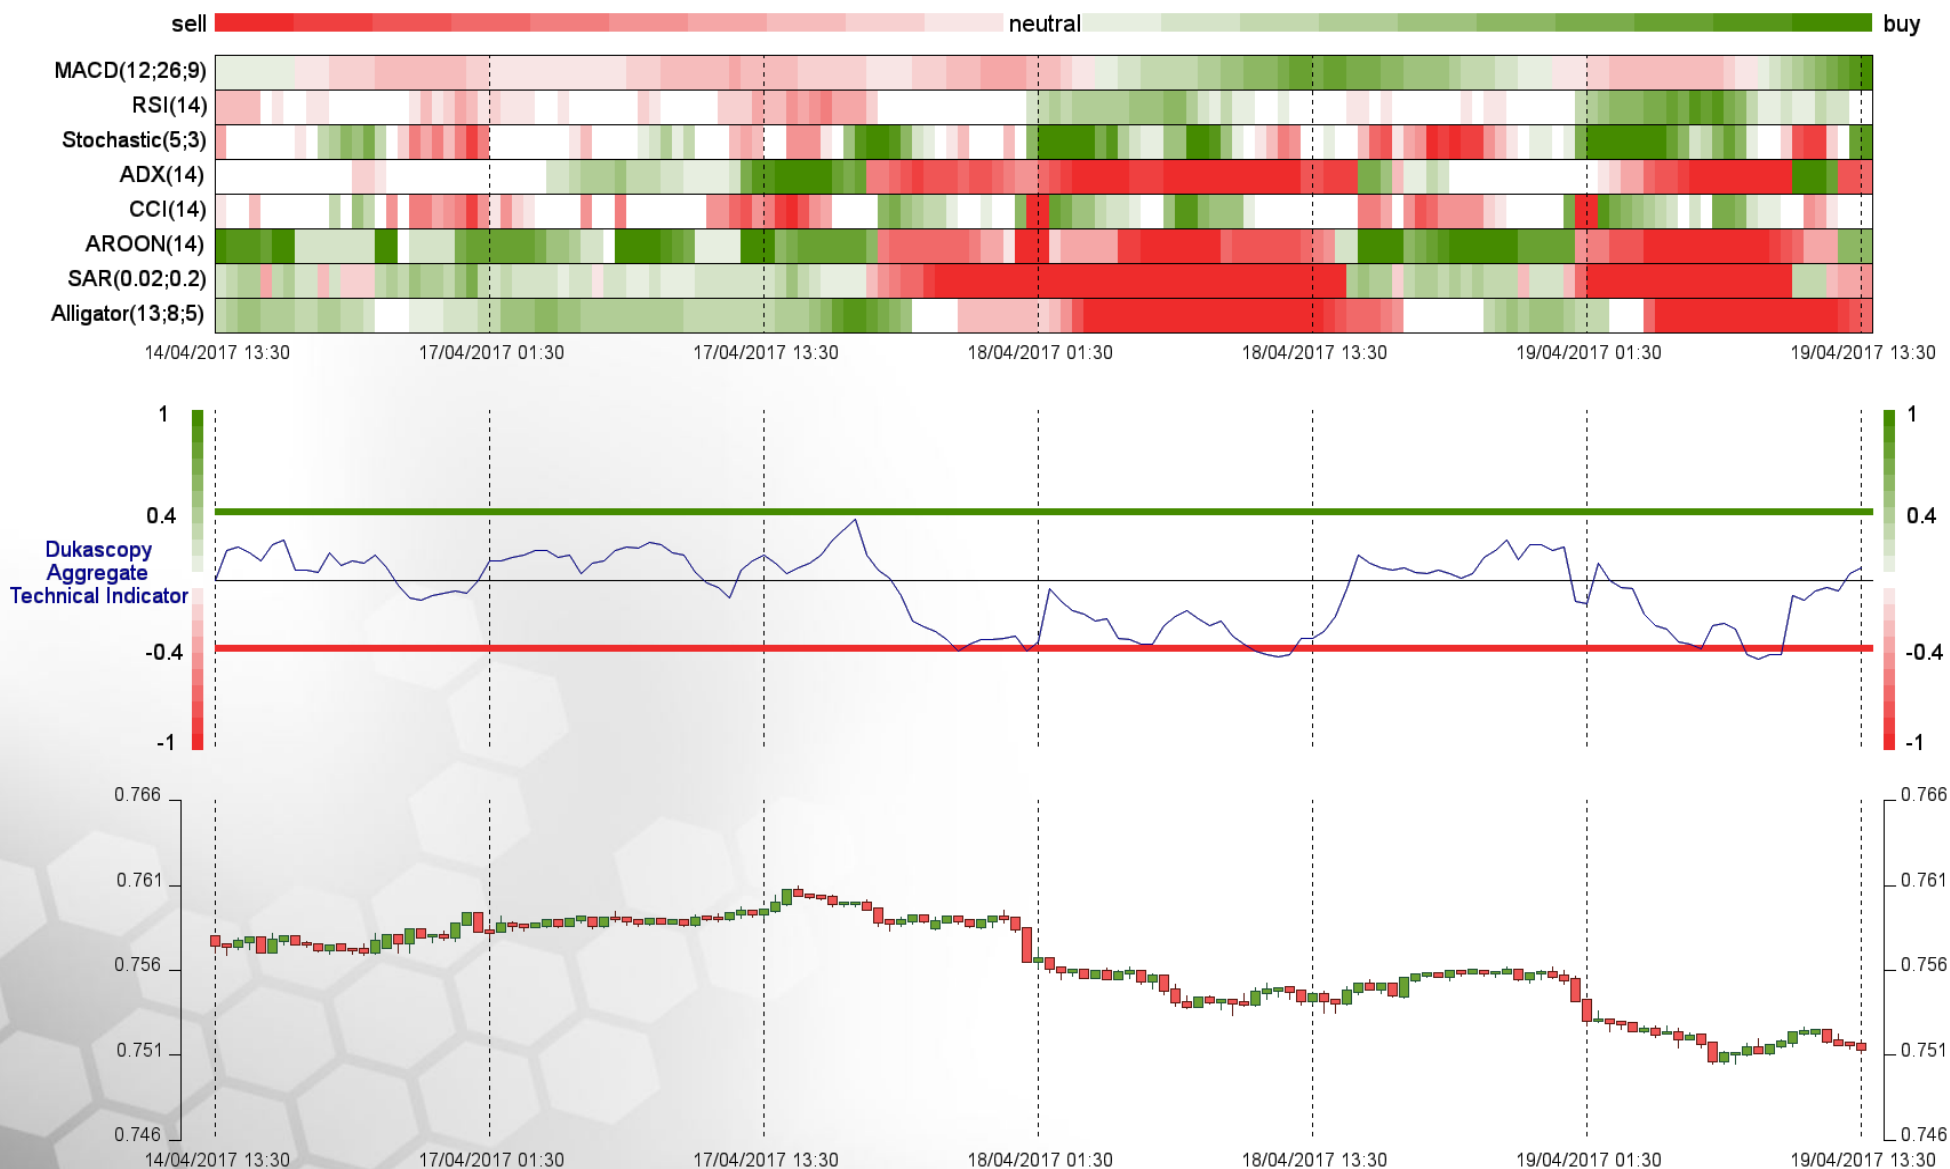 sell neutral buy
MACD(12;26;9)
RSI(14)
Stochastic(5;3)
ADX(14)
CCI(14)
AROON(14)
SAR(0.02;0.2)
Alligator(13;8;5)
14/04/2017 13:30 17/04/2017 01:30 17/04/2017 13:30 18/04/2017 01:30 18/04/2017 13:30 19/04/2017 01:30 19/04/2017 13:30
1 1
0.4 0.4
Dukascopy
Aggregate
Technical Indicator
-0.4 -0.4
-1 -1
0.766 0.766
0.761 0.761
0.756 0.756
0.751 0.751
0.746 0.746
14/04/2017 13:30 17/04/2017 01:30 17/04/2017 13:30 18/04/2017 01:30 18/04/2017 13:30 19/04/2017 01:30 19/04/2017 13:30